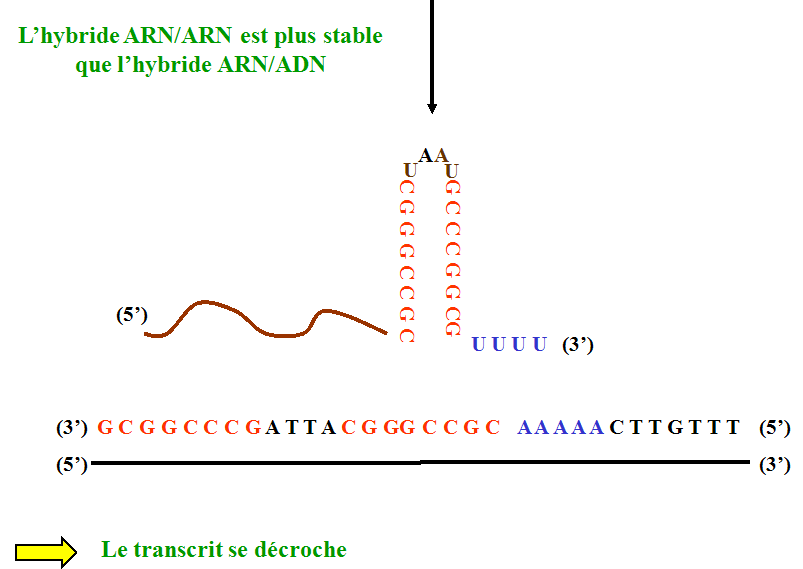 L’hybride ARN/ARN est plus stable
que l’hybride ARN/ADN
A A
U U
C G
G C
G C
G C
C G
C G
G C
C G
(5’)
U U U U (3’)
(3’) G C G G C C C G A T T A C G G G C C G C A A A A A C T T G T T T (5’)
(5’) (3’)
Le transcrit se décroche